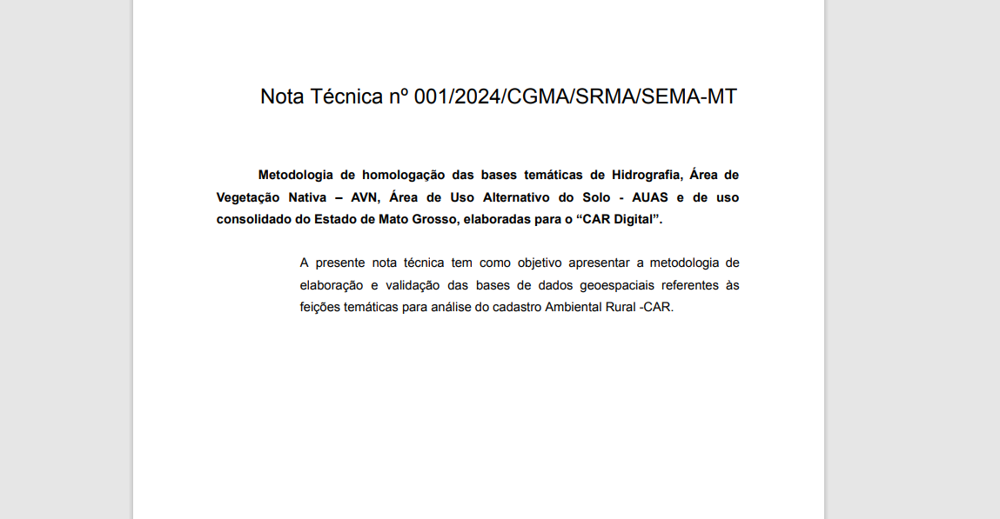 Nota Técnica nº 001/2024/CGMA/SRMA/SEMA-MT
Metodologia de homologação das bases temáticas de Hidrografia, Área de
Vegetação Nativa – AVN, Área de Uso Alternativo do Solo - AUAS e de uso
consolidado do Estado de Mato Grosso, elaboradas para o “CAR Digital”.
A presente nota técnica tem como objetivo apresentar a metodologia de
elaboração e validação das bases de dados geoespaciais referentes às
feições temáticas para análise do cadastro Ambiental Rural -CAR.